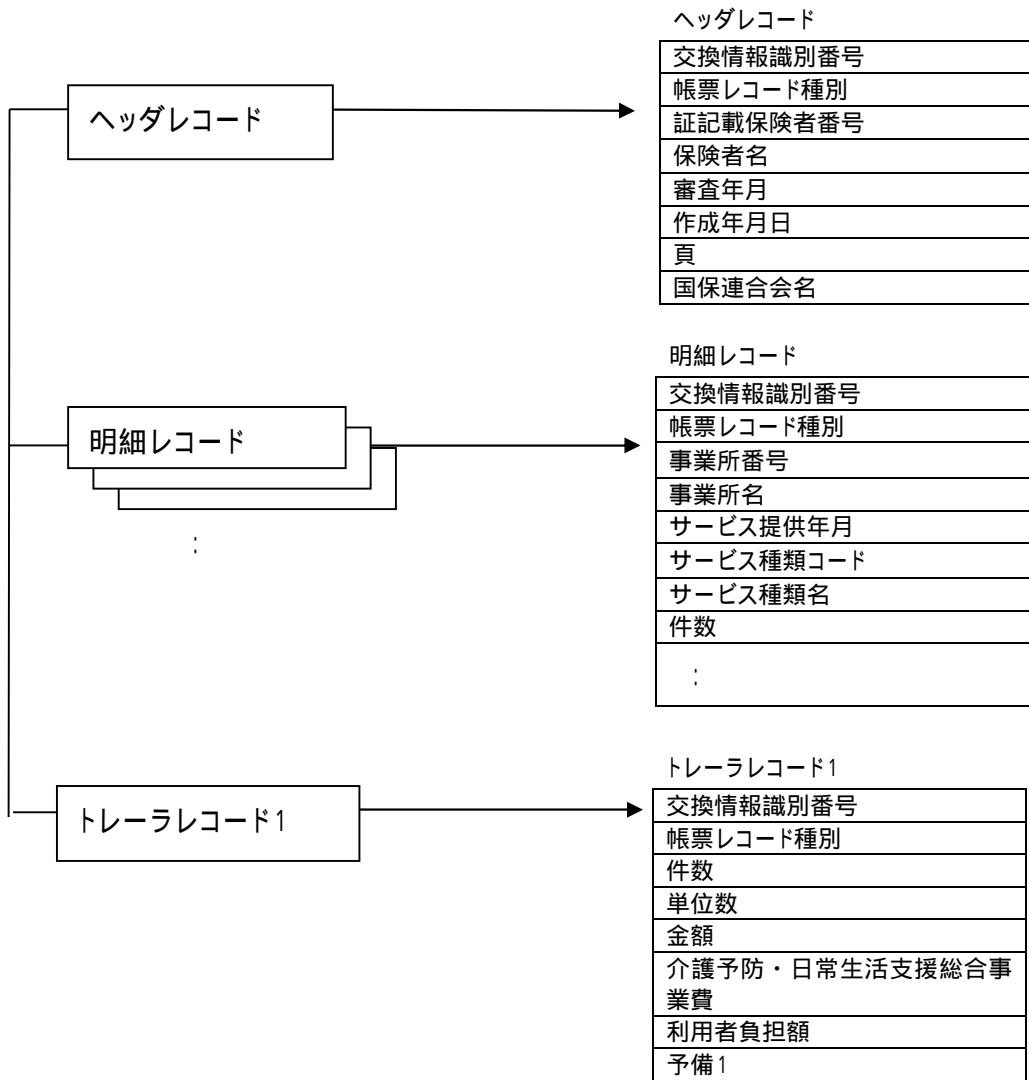 ヘッダレコード
ヘッダレコード
交換情報識別番号
帳票レコード種別
証記載保険者番号
保険者名
審査年月
作成年月日
頁
国保連合会名
明細レコード
:
明細レコード
交換情報識別番号
帳票レコード種別
事業所番号
事業所名
サービス提供年月
サービス種類コード
サービス種類名
件数
:
トレーラレコード1
トレーラレコード1
交換情報識別番号
帳票レコード種別
件数
単位数
金額
介護予防・日常生活支援総合事
業費
利用者負担額
予備1